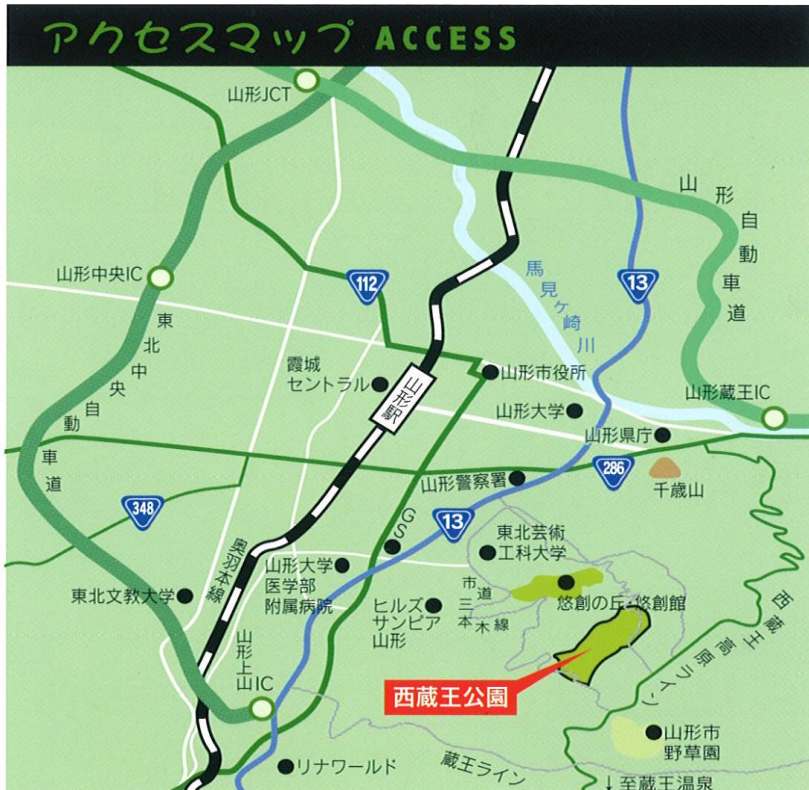 アクセスマップ ACCESS
山形JCT
山形自動車道
山形中央IC
112
馬見ヶ崎川
13
東北中央自動車道
霞城
セントラル
山形駅
山形市役所
山形大学
山形蔵王IC
山形県庁
山形警察署
286
千歳山
348
13
GS
東北芸術
工科大学
奥羽本線
山形大学
医学部
附属病院
東北文教大学
ヒルズ
サンピア
山形
市道三本木線
悠創の丘・悠創館
西蔵王高原ライン
山形上山IC
西蔵王公園
山形市
野草園
リナワールド
蔵王ライン
↓至蔵王温泉